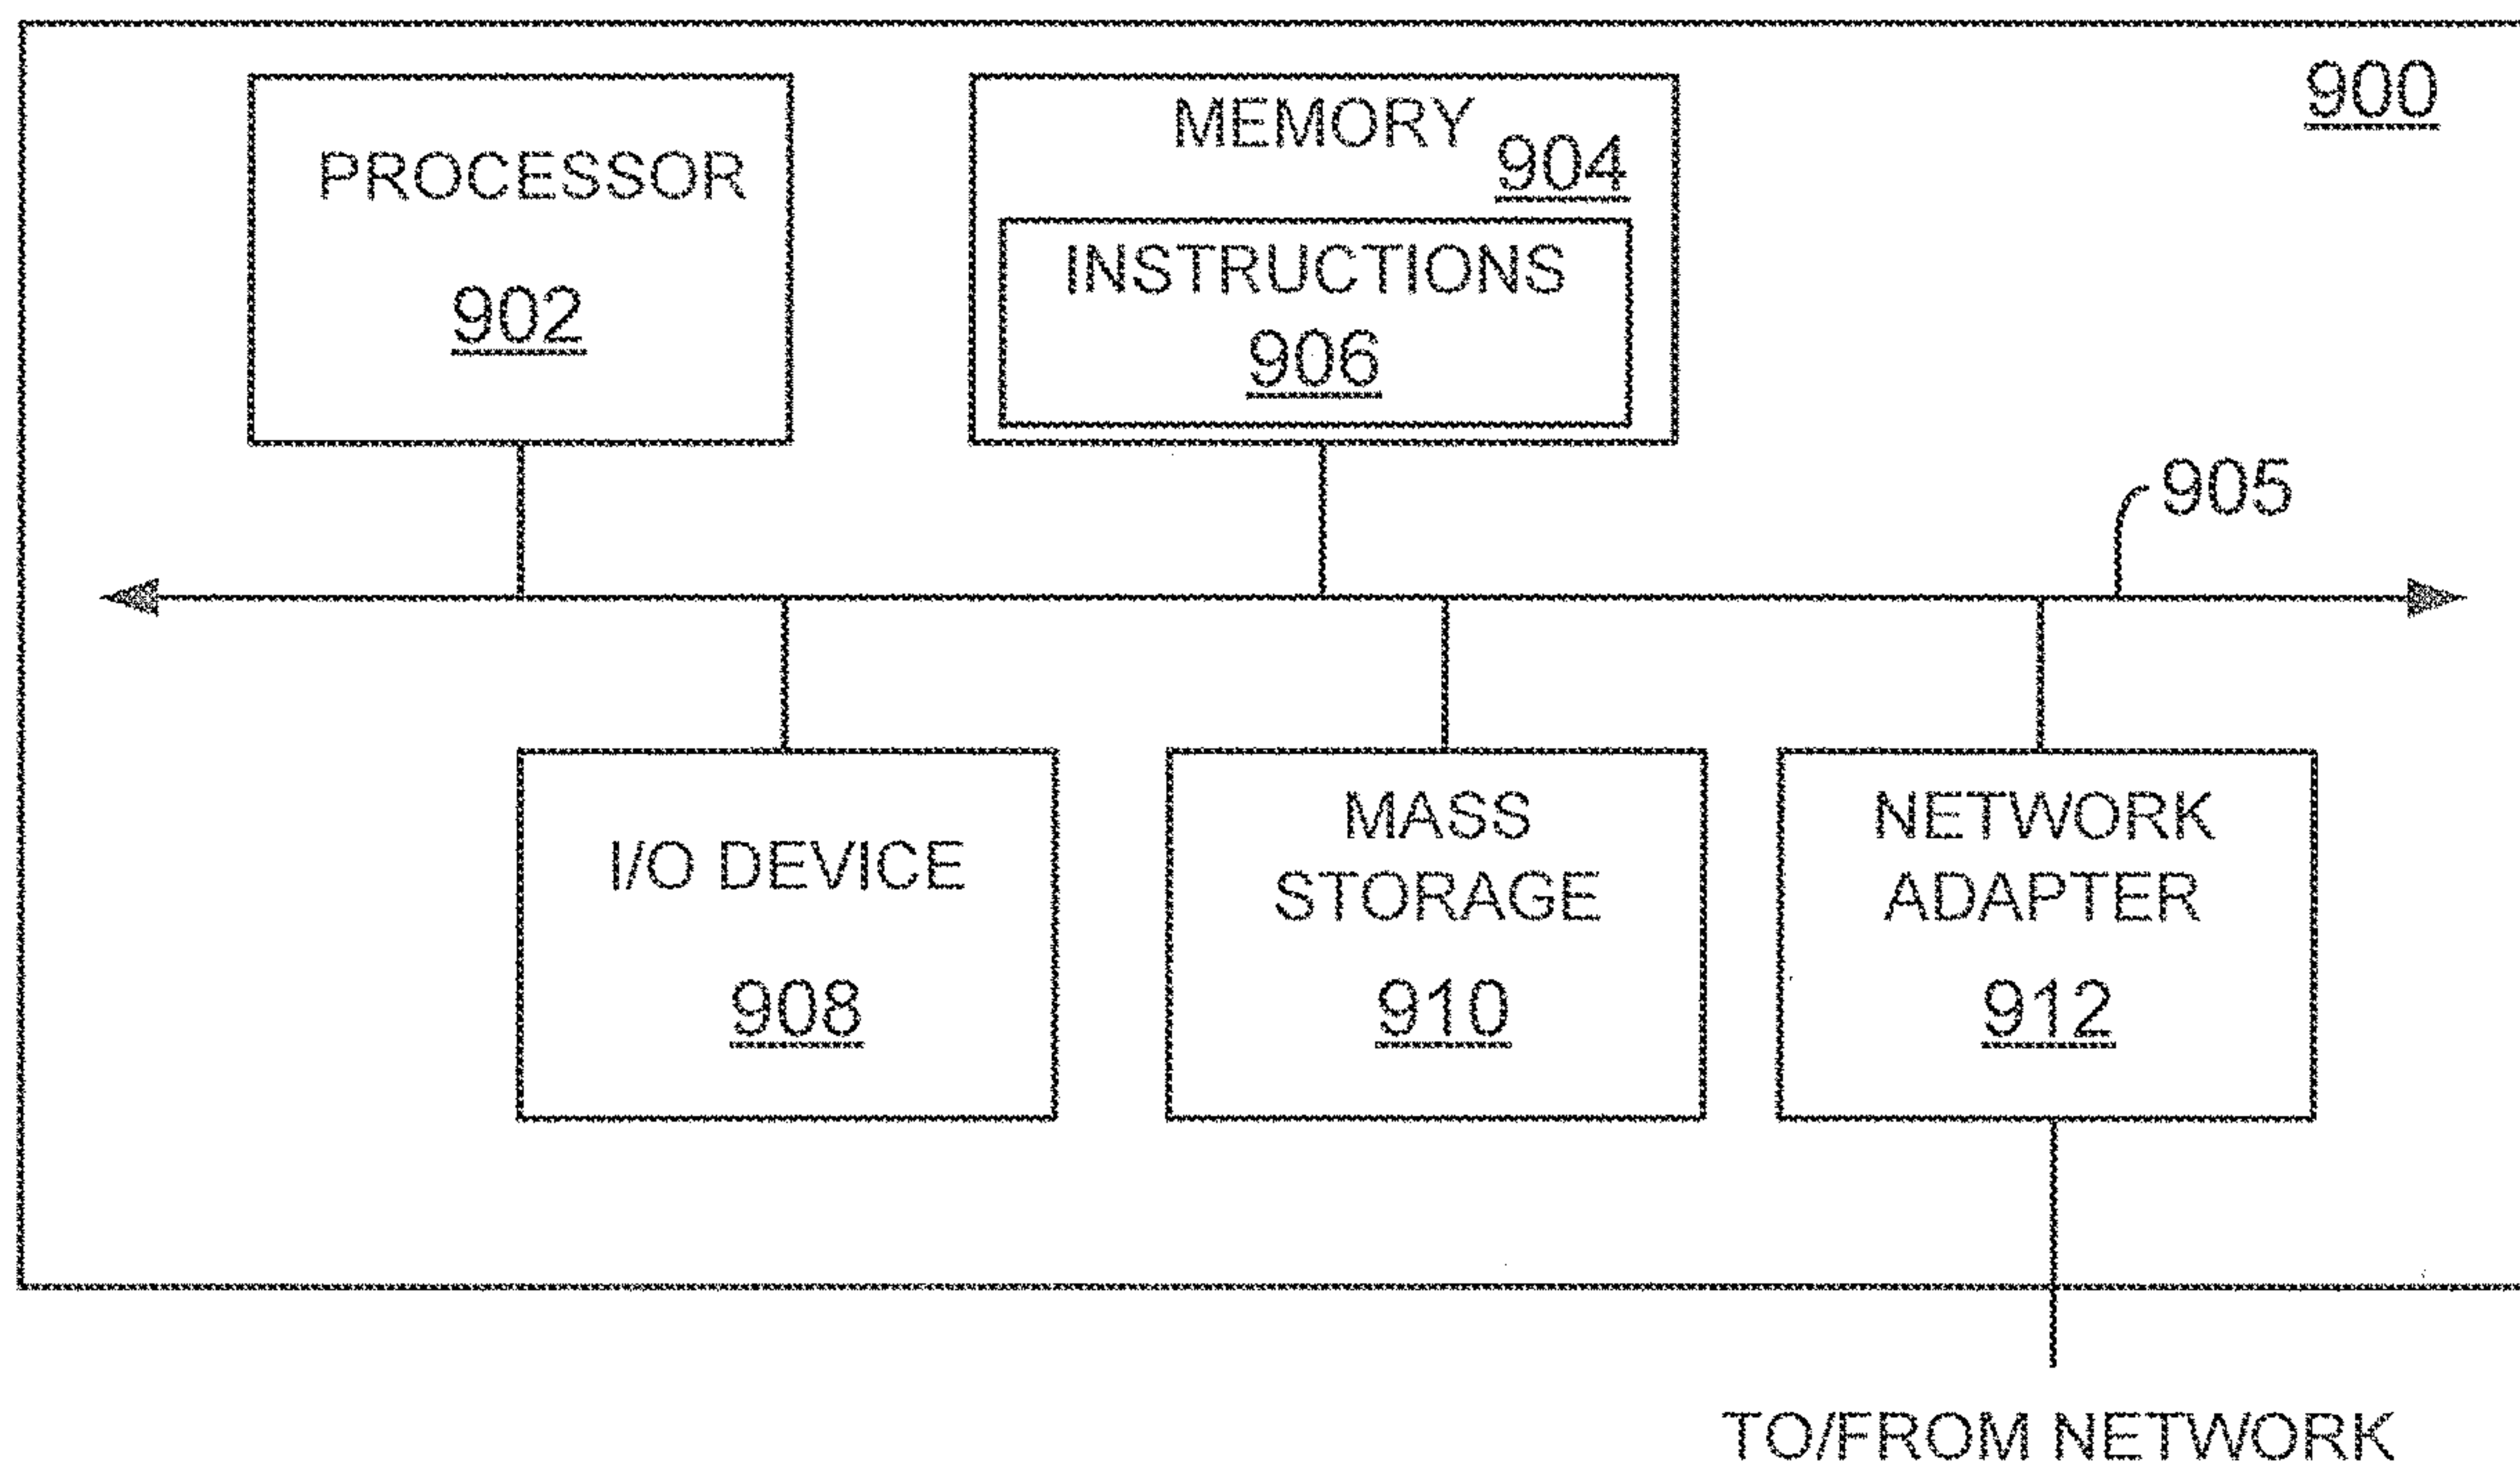 900
PROCESSOR
902
MEMORY
904
INSTRUCTIONS
906
905
I/O DEVICE
908
MASS
STORAGE
910
NETWORK
ADAPTER
912
TO/FROM NETWORK